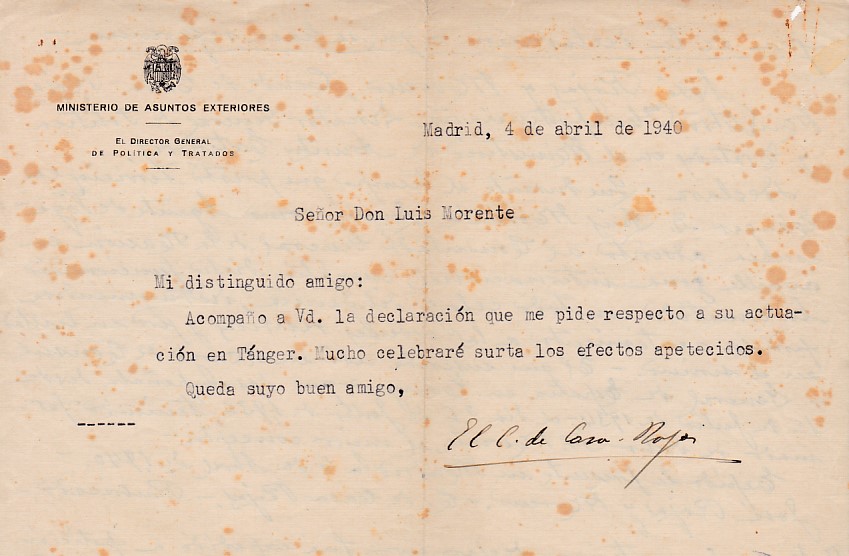 MINISTERIO DE ASUNTOS EXTERIORES
EL DIRECTOR GENERAL
DE POLÍTICA Y TRATADOS
Madrid, 4 de abril de 1940
Señor Don Luis Morente
Mi distinguido amigo:
Acompaño a Vd. la declaración que me pide respecto a su actua-
ción en Tánger. Mucho celebraré surta los efectos apetecidos.
Queda suyo buen amigo,
------
El C. de Casa-Rojas